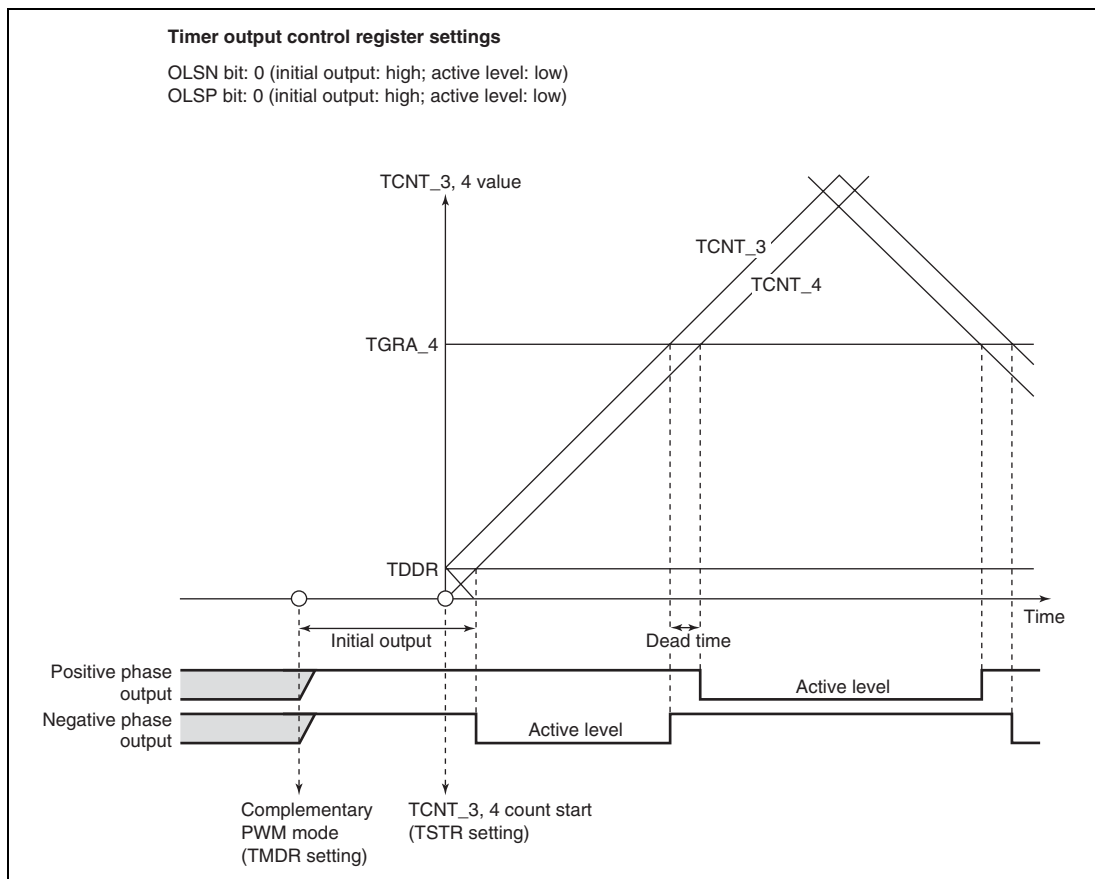 Timer output control register settings
OLSN bit: 0 (initial output: high; active level: low)
OLSP bit: 0 (initial output: high; active level: low)
TCNT_3, 4 value
TCNT_3
TCNT_4
TGRA_4
TDDR
Time
Initial output
Dead time
Positive phase
output
Active level
Negative phase
output
Active level
Complementary
PWM mode
(TMDR setting)
TCNT_3, 4 count start
(TSTR setting)